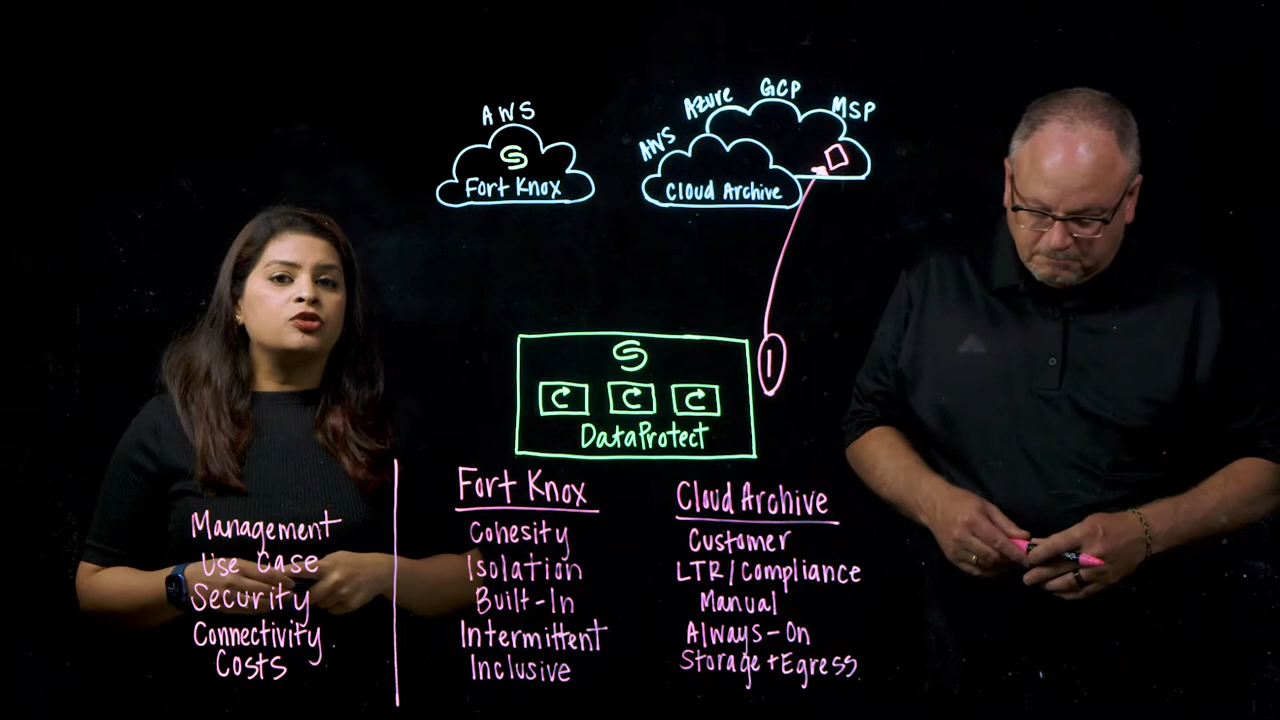 AWS
Fort Knox
AWS
Azure
GCP
MSP
Cloud Archive
DataProtect
Fort Knox
Cloud Archive
Management
Cohesity
Customer
Use Case
Isolation
LTR/Compliance
Security
Built-In
Manual
Connectivity
Intermittent
Always-On
Costs
Inclusive
Storage+Egress